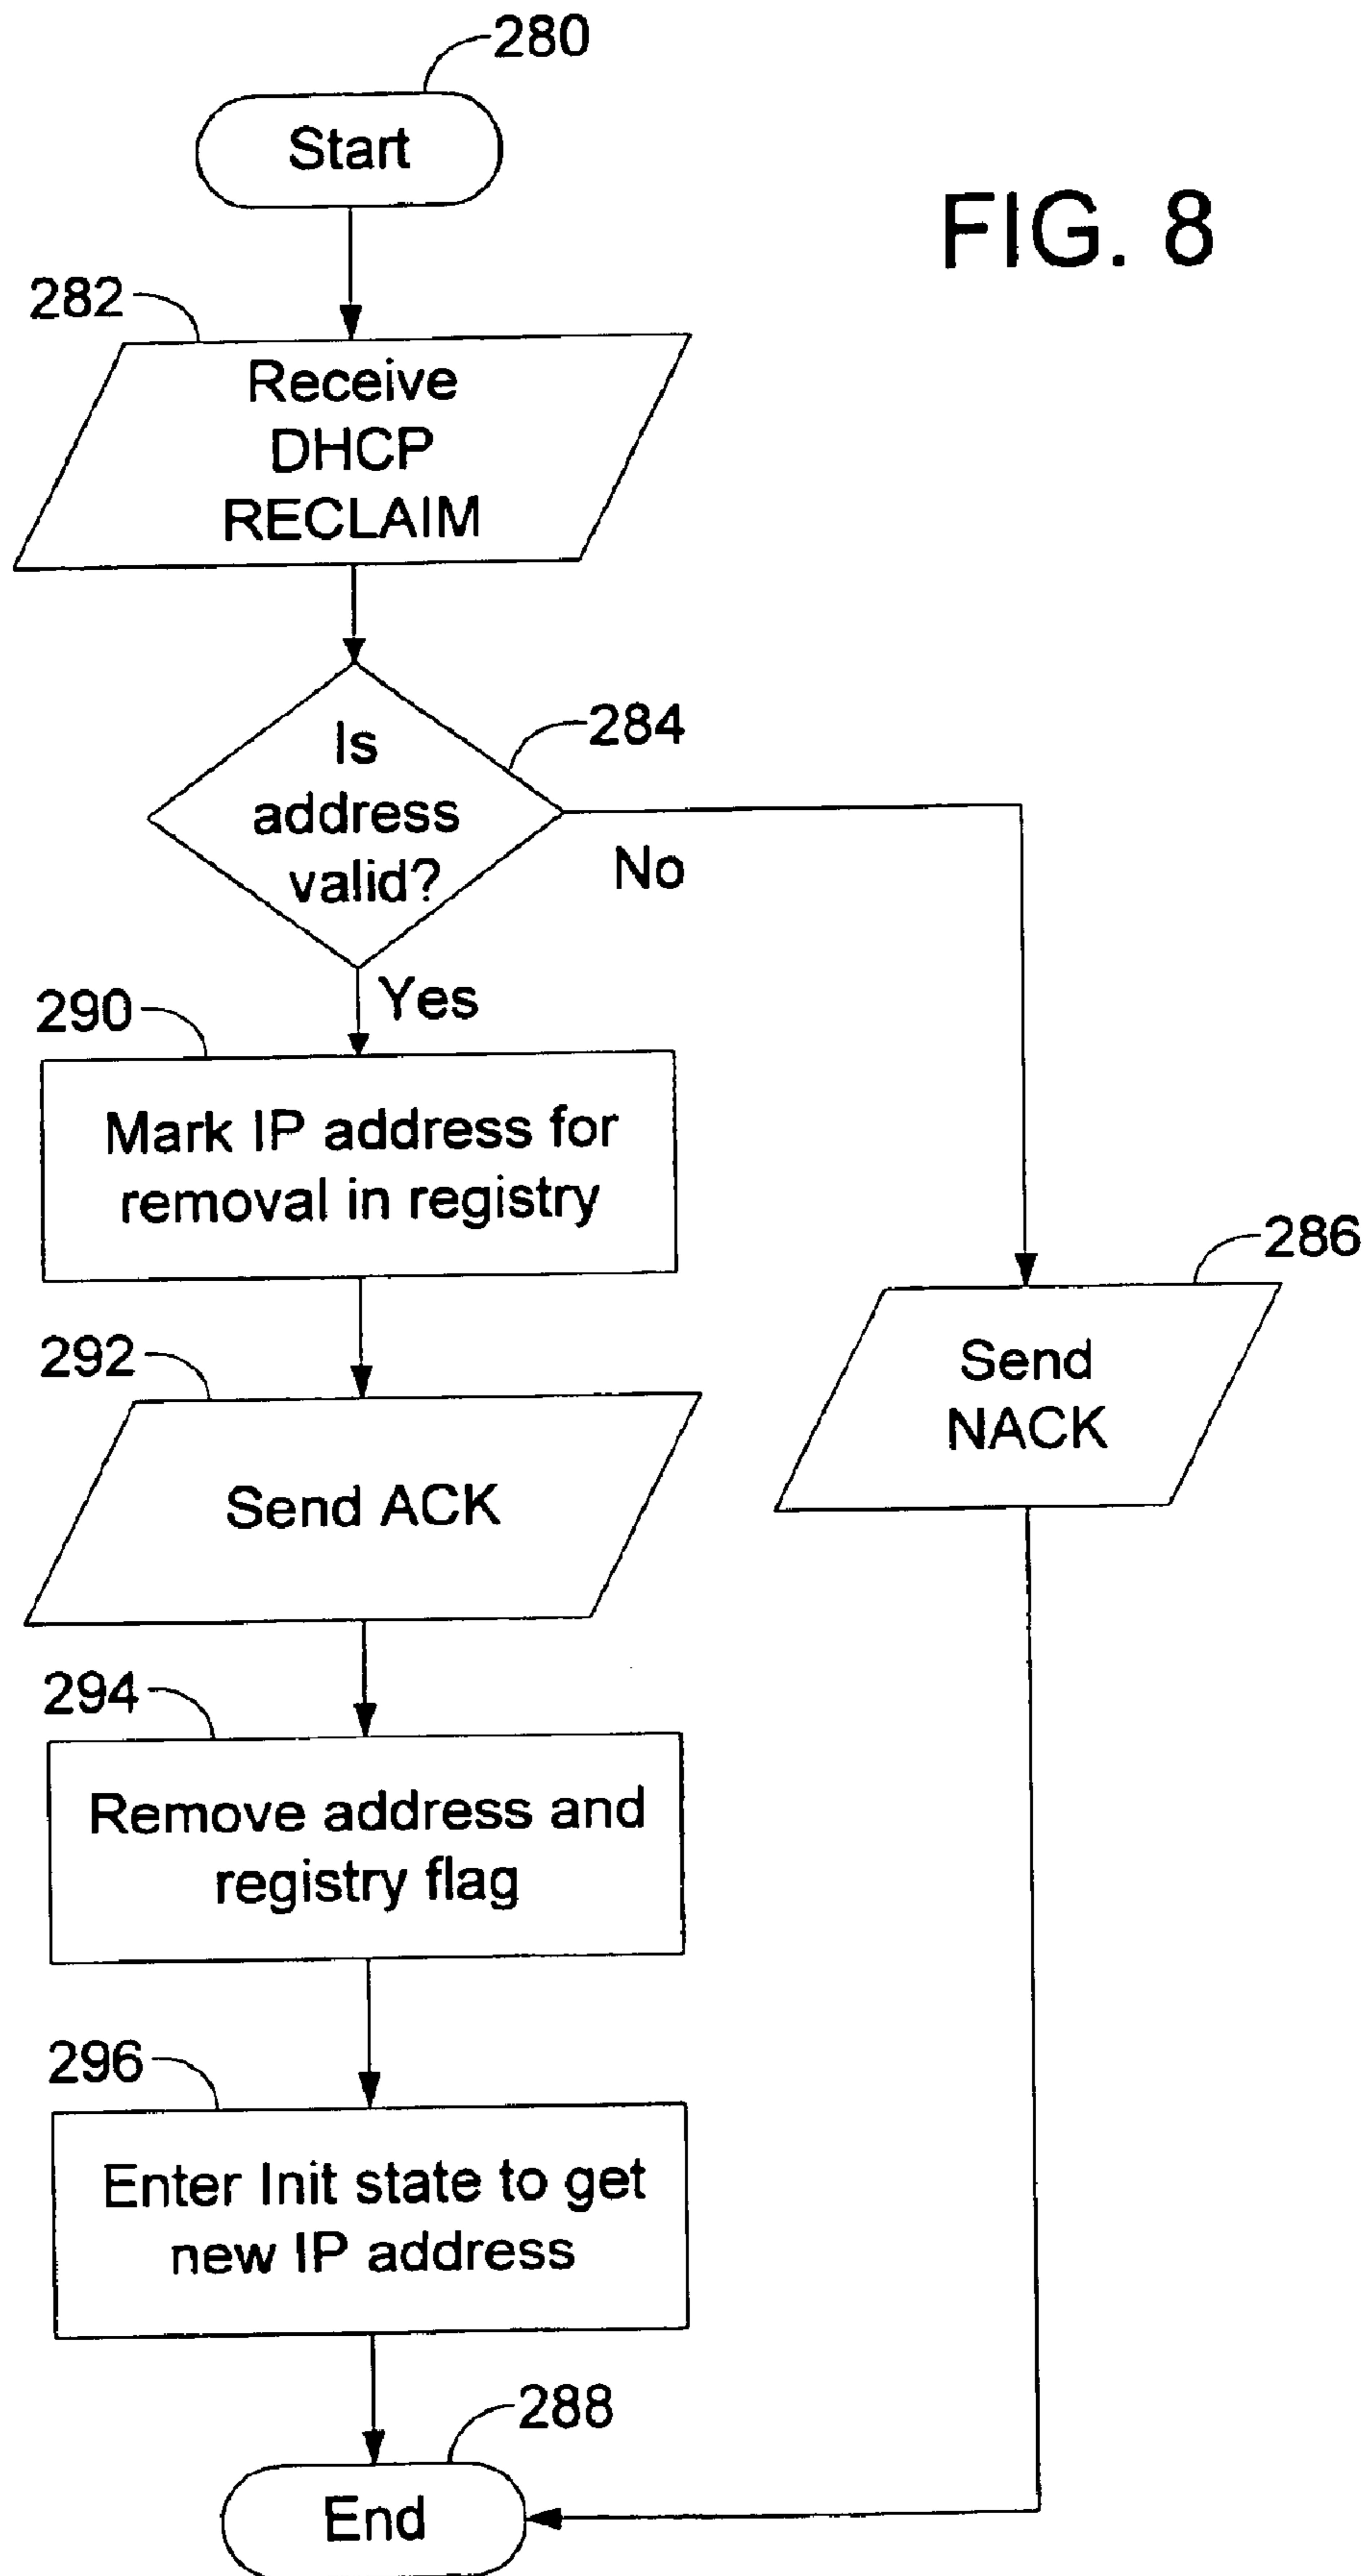 280
Start
FIG. 8
282
Receive
DHCP
RECLAIM
Is
address
valid?
284
No
Yes
290
Mark IP address for
removal in registry
286
Send
NACK
292
Send ACK
294
Remove address and
registry flag
296
Enter Init state to get
new IP address
288
End